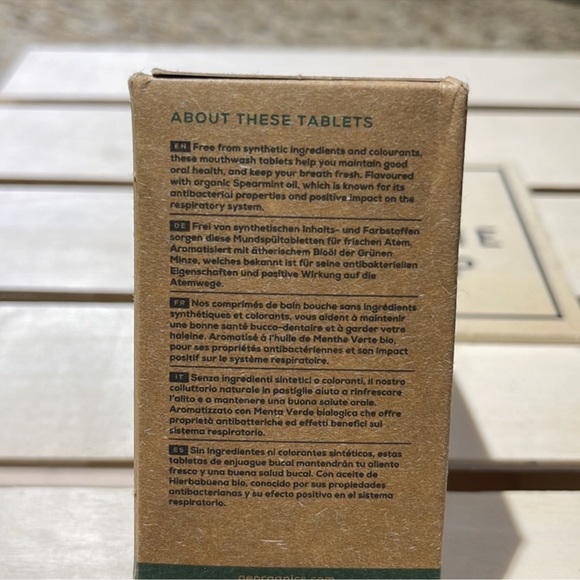 ABOUT THESE TABLETS
EN Free from synthetic ingredients and colourants,
these mouthwash tablets help you maintain good
oral health, and keep your breath fresh. Flavoured
with organic Spearmint oil, which is known for its
antibacterial properties and positive impact on the
respiratory system.
DE Frei von synthetischen Inhalts- und Farbstoffen
sorgen diese Mundspültabletten für frischen Atem.
Aromatisiert mit ätherischem Bioöl der Grünen
Minze, welches bekannt ist für seine antibakteriellen
Eigenschaften und positive Wirkung auf die
Atemwege.
FR Nos comprimés de bain bouche sans ingrédients
synthétiques et colorants, vous aident à maintenir
une bonne santé bucco-dentaire et à garder votre
haleine. Aromatisé à l'huile de Menthe Verte bio,
pour ses propriétés antibactériennes et son impact
positif sur le système respiratoire.
IT Senza ingredienti sintetici o coloranti, il nostro
colluttorio naturale in pastiglie aiuta a rinfrescare
l'alito e a mantenere una buona salute orale.
Aromatizzato con Menta Verde biologica che offre
proprietà antibatteriche ed effetti benefici sul
sistema respiratorio.
ES Sin ingredientes ni colorantes sintéticos, estas
tabletas de enjuague bucal mantendrán tu aliento
fresco y una buena salud bucal. Con aceite de
Hierbabuena bio, conocido por sus propiedades
antibacterianas y su efecto positivo en el sistema
respiratorio.
georganics.com